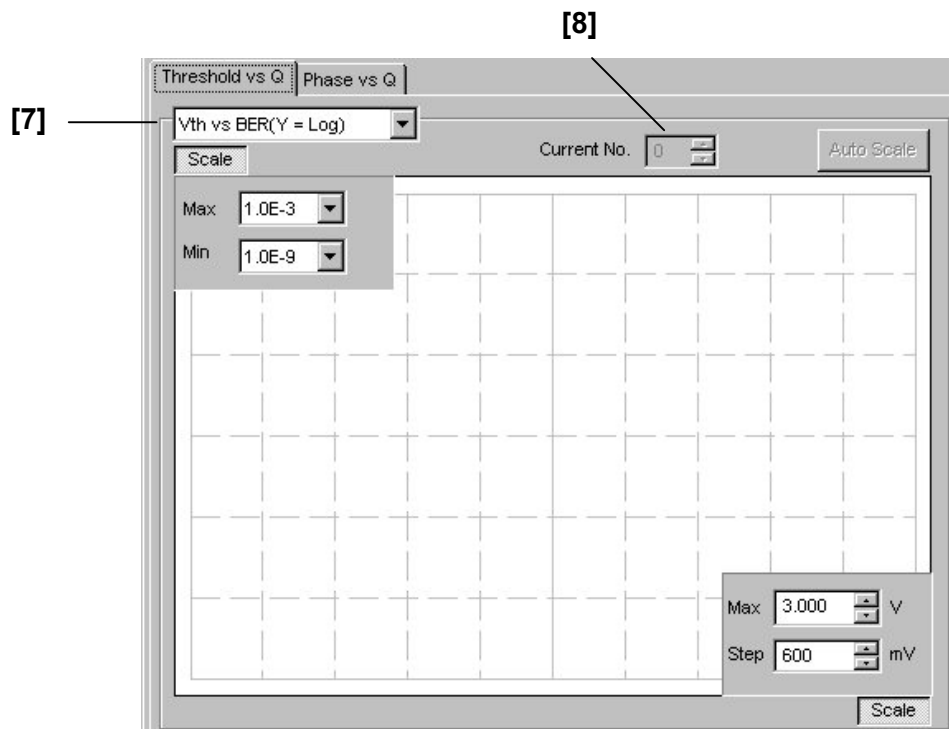 [8]
Threshold vs Q Phase vs Q
[7]
Vth vs BER(Y = Log)
Current No. 0 Auto Scale
Scale
Max 1.0E-3
Min 1.0E-9
Max 3.000 V
Step 600 mV
Scale